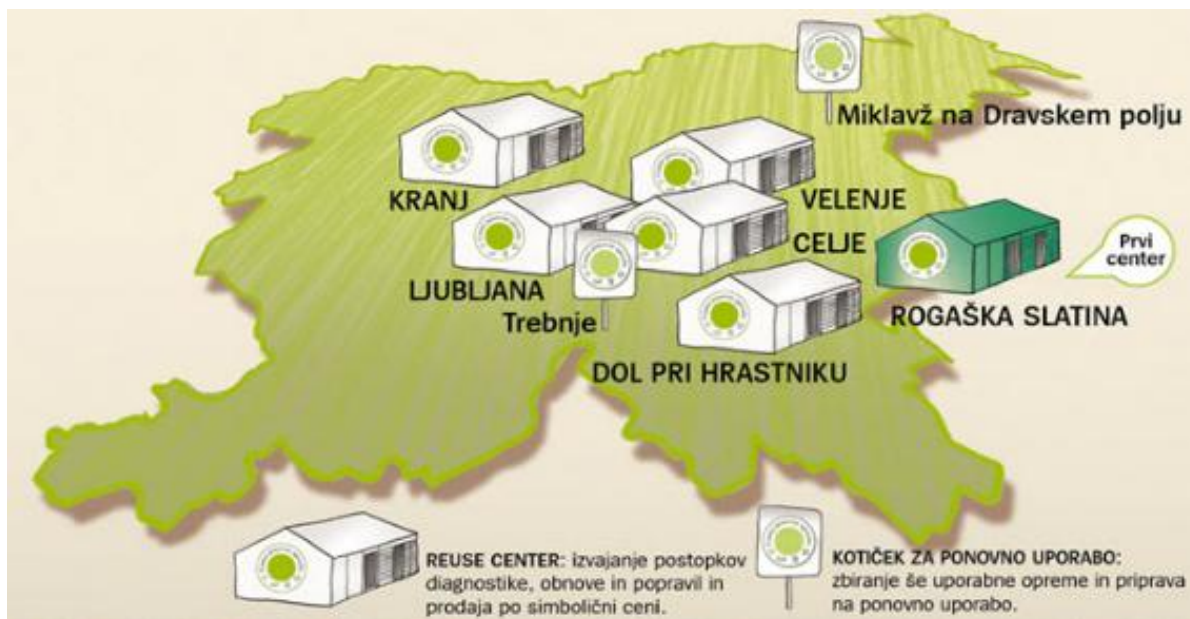 Miklavž na Dravskem polju
KRANJ
VELENJE
CELJE
Prvi
center
LJUBLJANA
Trebnje
ROGAŠKA SLATINA
DOL PRI HRASTNIKU
REUSE CENTER: izvajanje postopkov
diagnostike, obnove in popravil in
prodaja po simbolični ceni.
KOTIČEK ZA PONOVNO UPORABO:
zbiranje še uporabne opreme in priprava
na ponovno uporabo.